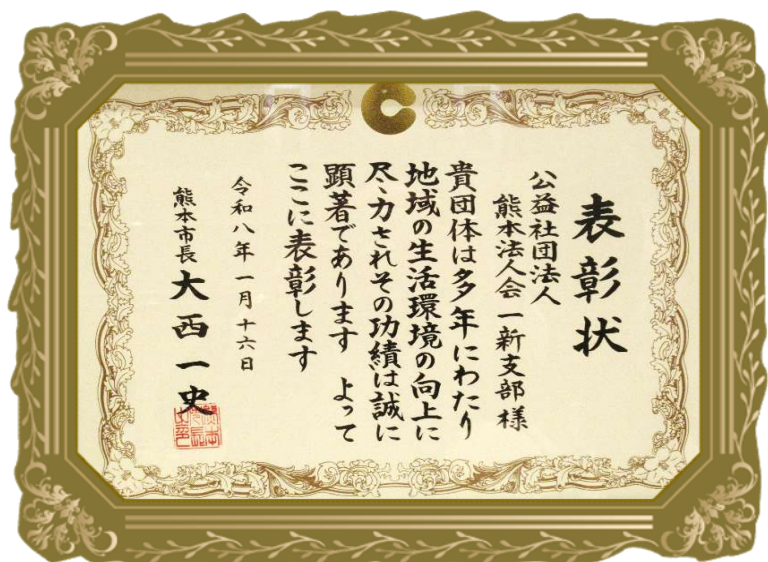 表彰状
公益社団法人
熊本法人会一新支部様
貴団体は多年にわたり
地域の生活環境の向上に
尽力されその功績は誠に
顕著であります よって
ここに表彰します
令和八年一月十六日
熊本市長 大西一史